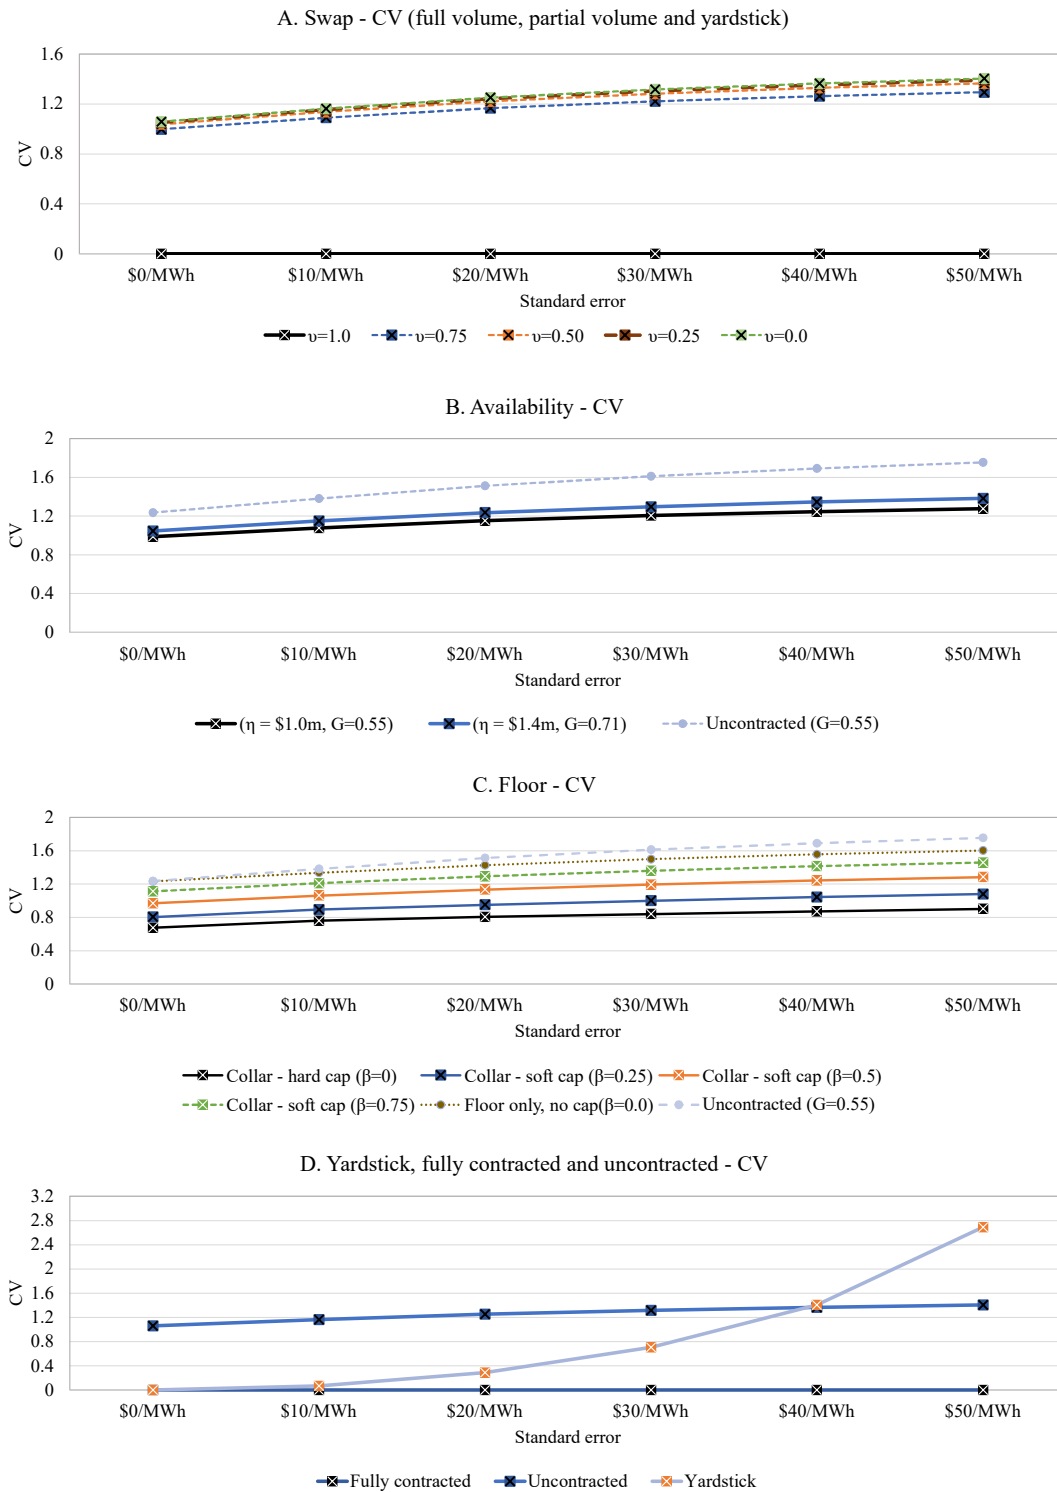 A. Swap - CV (full volume, partial volume and yardstick)
1.6
1.2
0.8
0.4
0
CV
$0/MWh $10/MWh $20/MWh $30/MWh $40/MWh $50/MWh
Standard error
υ=1.0 υ=0.75 υ=0.50 υ=0.25 υ=0.0
B. Availability - CV
2
1.6
1.2
0.8
0.4
0
CV
$0/MWh $10/MWh $20/MWh $30/MWh $40/MWh $50/MWh
Standard error
(η = $1.0m, G=0.55) (η = $1.4m, G=0.71) Uncontracted (G=0.55)
C. Floor - CV
2
1.6
1.2
0.8
0.4
0
CV
$0/MWh $10/MWh $20/MWh $30/MWh $40/MWh $50/MWh
Standard error
Collar - hard cap (β=0) Collar - soft cap (β=0.25) Collar - soft cap (β=0.5)
Collar - soft cap (β=0.75) Floor only, no cap(β=0.0) Uncontracted (G=0.55)
D. Yardstick, fully contracted and uncontracted - CV
3.2
2.8
2.4
2
1.6
1.2
0.8
0.4
0
CV
$0/MWh $10/MWh $20/MWh $30/MWh $40/MWh $50/MWh
Standard error
Fully contracted Uncontracted Yardstick